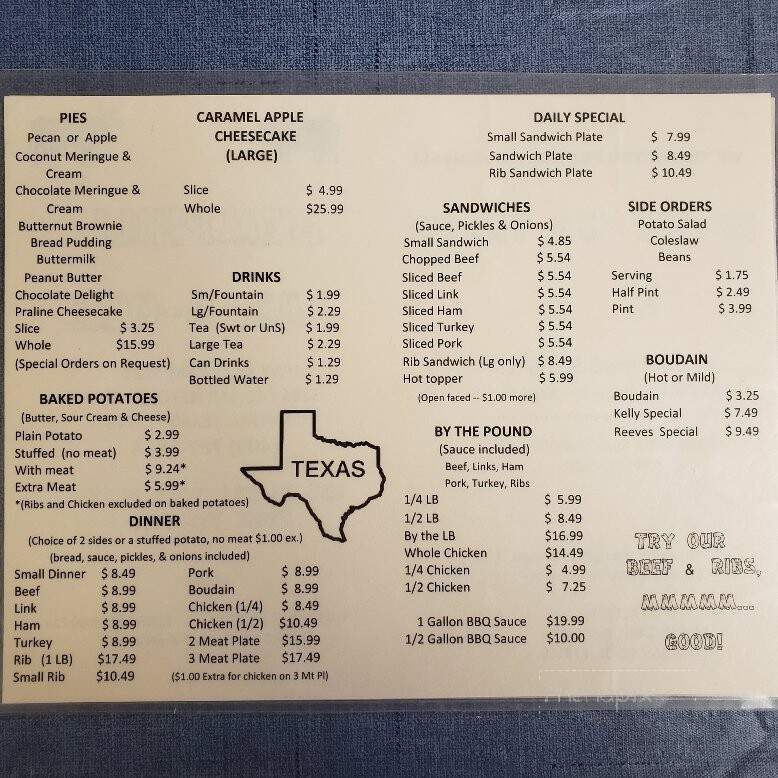 PIES
Pecan or Apple
Coconut Meringue &
Cream
Chocolate Meringue &
Cream
Butternut Brownie
Bread Pudding
Buttermilk
Peanut Butter
Chocolate Delight
Praline Cheesecake
Slice $ 3.25
Whole $15.99
(Special Orders on Request)
CARAMEL APPLE
CHEESECAKE
(LARGE)
Slice $ 4.99
Whole $25.99
DRINKS
Sm/Fountain $ 1.99
Lg/Fountain $ 2.29
Tea (Swt or UnS) $ 1.99
Large Tea $ 2.29
Can Drinks $ 1.29
Bottled Water $ 1.29
BAKED POTATOES
(Butter, Sour Cream & Cheese)
Plain Potato $ 2.99
Stuffed (no meat) $ 3.99
With meat $ 9.24*
Extra Meat $ 5.99*
*(Ribs and Chicken excluded on baked potatoes)
TEXAS
DINNER
(Choice of 2 sides or a stuffed potato, no meat $1.00 ex.)
(bread, sauce, pickles, & onions included)
Small Dinner $ 8.49
Beef $ 8.99
Link $ 8.99
Ham $ 8.99
Turkey $ 8.99
Rib (1 LB) $17.49
Small Rib $10.49
Pork $ 8.99
Boudain $ 8.99
Chicken (1/4) $ 8.49
Chicken (1/2) $10.49
2 Meat Plate $15.99
3 Meat Plate $17.49
($1.00 Extra for chicken on 3 Mt Pl)
DAILY SPECIAL
Small Sandwich Plate $ 7.99
Sandwich Plate $ 8.49
Rib Sandwich Plate $ 10.49
SANDWICHES
(Sauce, Pickles & Onions)
Small Sandwich $ 4.85
Chopped Beef $ 5.54
Sliced Beef $ 5.54
Sliced Link $ 5.54
Sliced Ham $ 5.54
Sliced Turkey $ 5.54
Sliced Pork $ 5.54
Rib Sandwich (Lg only) $ 8.49
Hot topper $ 5.99
(Open faced -- $1.00 more)
BY THE POUND
(Sauce included)
Beef, Links, Ham
Pork, Turkey, Ribs
1/4 LB $ 5.99
1/2 LB $ 8.49
By the LB $16.99
Whole Chicken $14.49
1/4 Chicken $ 4.99
1/2 Chicken $ 7.25
1 Gallon BBQ Sauce $19.99
1/2 Gallon BBQ Sauce $10.00
SIDE ORDERS
Potato Salad
Coleslaw
Beans
Serving $ 1.75
Half Pint $ 2.49
Pint $ 3.99
BOUDAIN
(Hot or Mild)
Boudain $ 3.25
Kelly Special $ 7.49
Reeves Special $ 9.49
TRY OUR
BEEF & RIBS,
MMMMM...
GOOD!